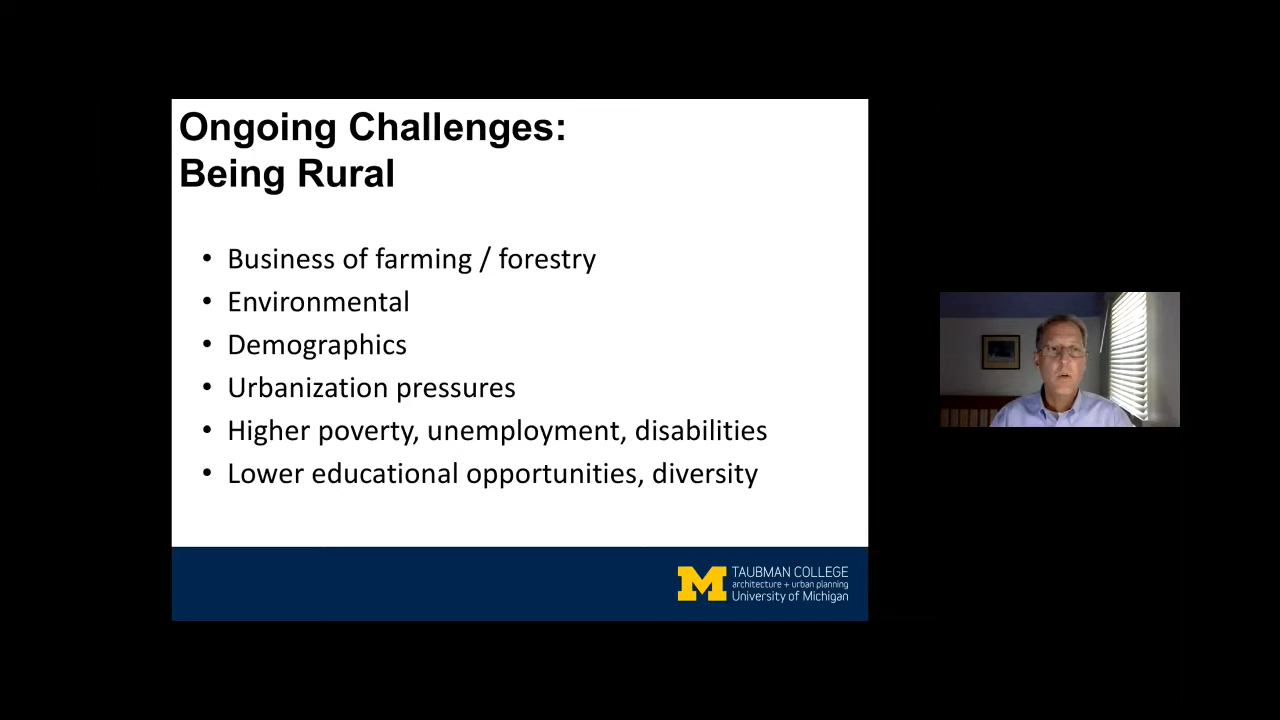 Ongoing Challenges:
Being Rural
• Business of farming / forestry
• Environmental
• Demographics
• Urbanization pressures
• Higher poverty, unemployment, disabilities
• Lower educational opportunities, diversity
M
TAUBMAN COLLEGE
architecture + urban planning
University of Michigan